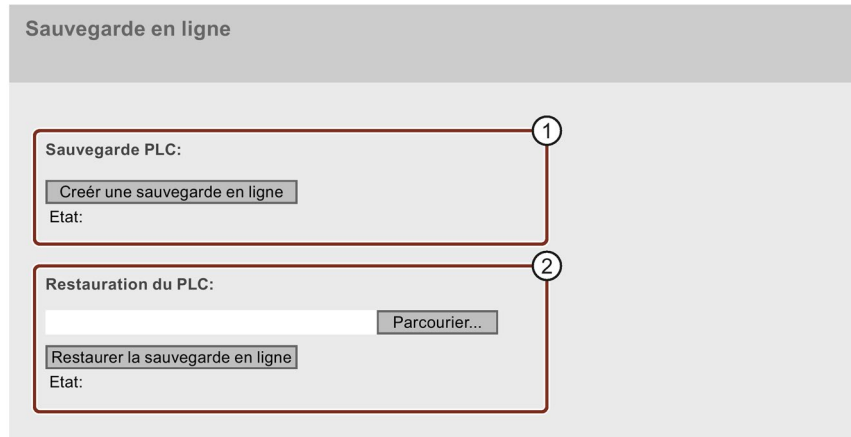 Sauvegarde en ligne
1
Sauvegarde PLC:
Creér une sauvegarde en ligne
Etat:
2
Restauration du PLC:
Parcourier...
Restaurer la sauvegarde en ligne
Etat: